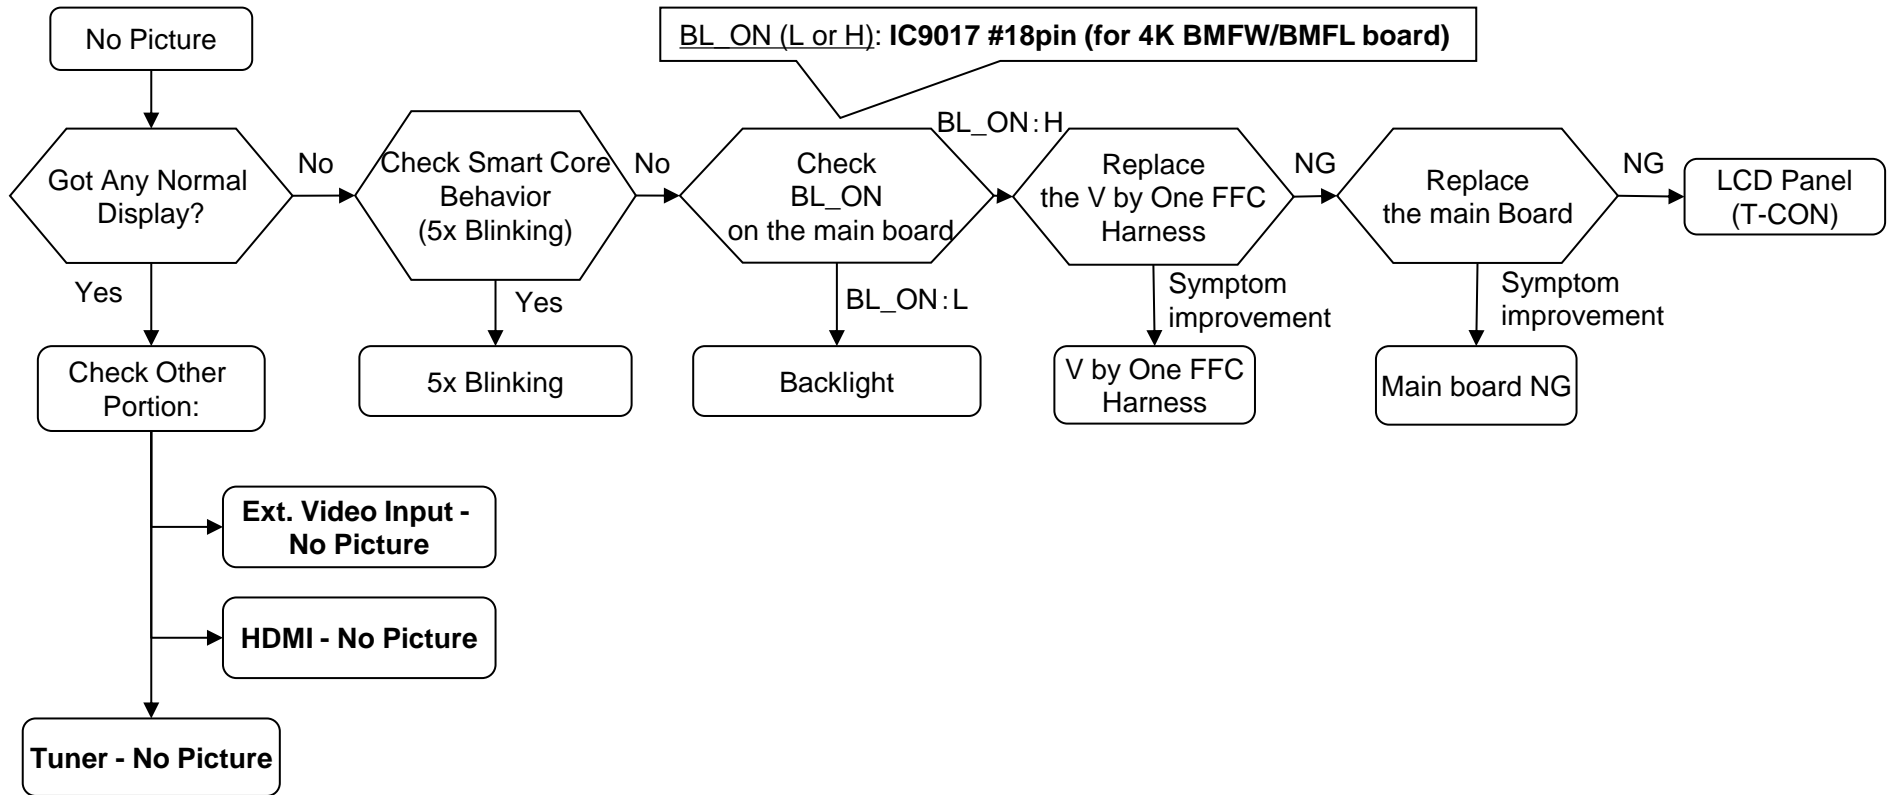 No Picture
BL_ON (L or H): IC9017 #18pin (for 4K BMFW/BMFL board)
Got Any Normal
Display?
No
Check Smart Core
Behavior
(5x Blinking)
No
Check
BL_ON
on the main board
BL_ON:H
Replace
the V by One FFC
Harness
NG
Replace
the main Board
NG
LCD Panel
(T-CON)
Yes
Yes
BL_ON:L
Symptom
improvement
Symptom
improvement
Check Other
Portion:
5x Blinking
Backlight
V by One FFC
Harness
Main board NG
Ext. Video Input -
No Picture
HDMI - No Picture
Tuner - No Picture